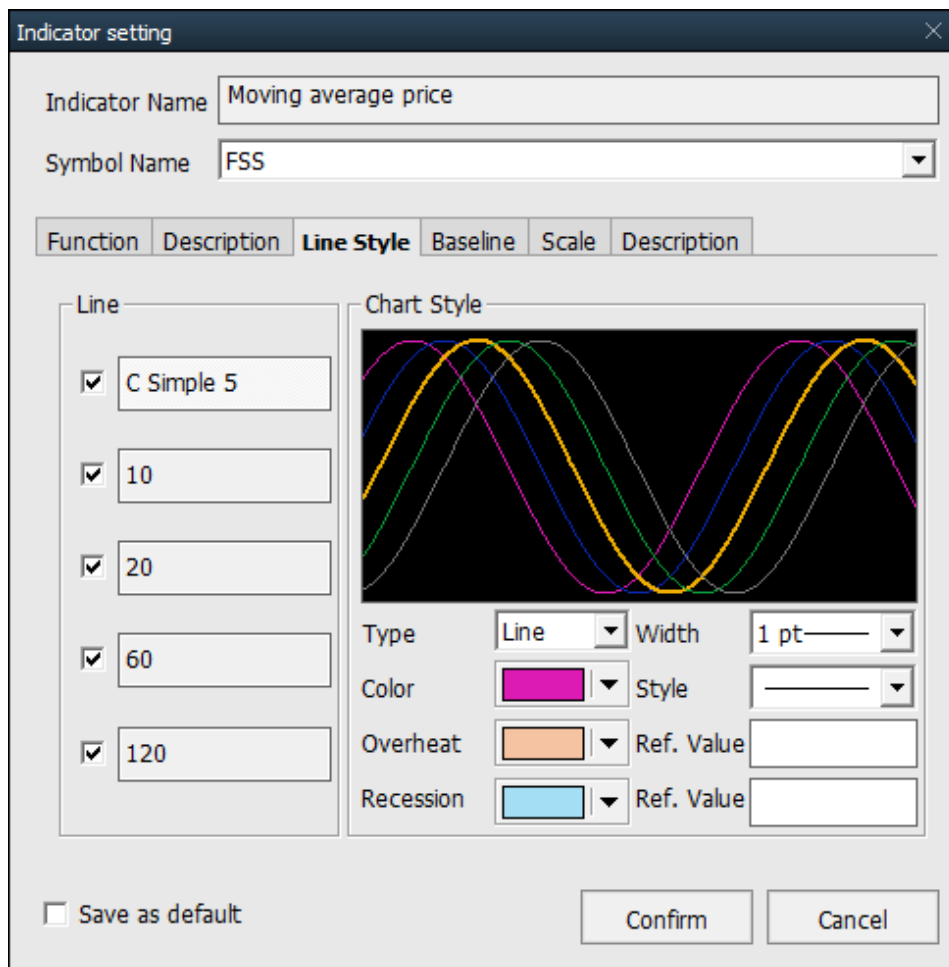 Indicator setting
Indicator Name Moving average price
Symbol Name FSS
Function Description Line Style Baseline Scale Description
Line
C Simple 5
10
20
60
120
Chart Style
Type Line Width 1 pt
Color Style
Overheat Ref. Value
Recession Ref. Value
Save as default Confirm Cancel